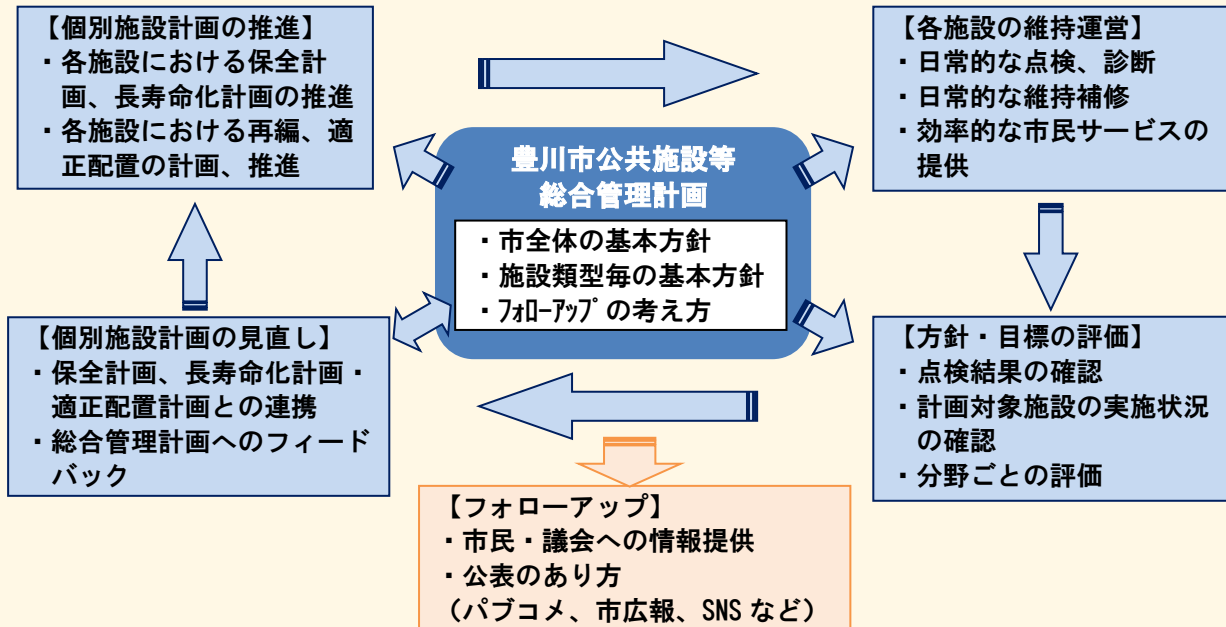 【個別施設計画の推進】
・各施設における保全計
画、長寿命化計画の推進
・各施設における再編、適
正配置の計画、推進
【各施設の維持運営】
・日常的な点検、診断
・日常的な維持補修
・効率的な市民サービスの
提供
豊川市公共施設等
総合管理計画
・市全体の基本方針
・施設類型毎の基本方針
・ﾌｫﾛｰｱｯﾌﾟの考え方
【個別施設計画の見直し】
・保全計画、長寿命化計画・
適正配置計画との連携
・総合管理計画へのフィード
バック
【方針・目標の評価】
・点検結果の確認
・計画対象施設の実施状況
の確認
・分野ごとの評価
【フォローアップ】
・市民・議会への情報提供
・公表のあり方
（パブコメ、市広報、SNS など）